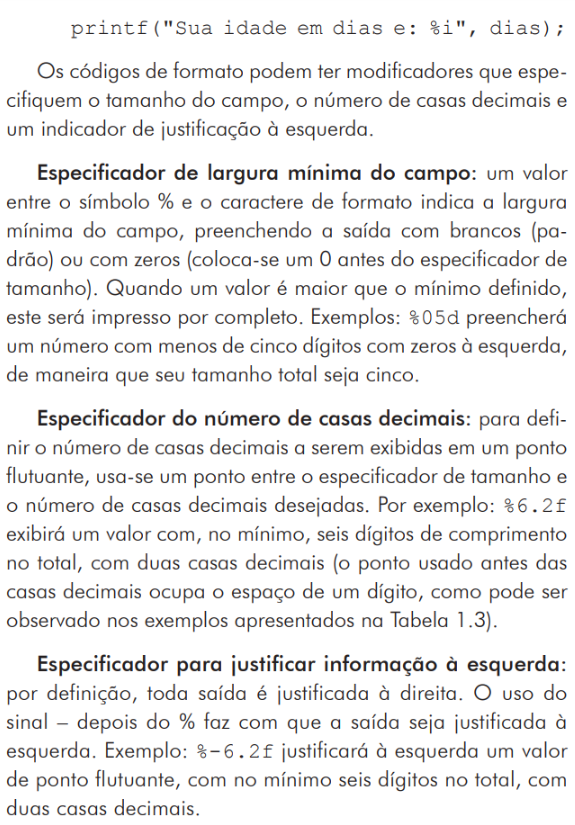 printf("Sua idade em dias e: %i", dias);
Os códigos de formato podem ter modificadores que espe-
cifiquem o tamanho do campo, o número de casas decimais e
um indicador de justificação à esquerda.
Especificador de largura mínima do campo: um valor
entre o símbolo % e o caractere de formato indica a largura
mínima do campo, preenchendo a saída com brancos (pa-
drão) ou com zeros (coloca-se um 0 antes do especificador de
tamanho). Quando um valor é maior que o mínimo definido,
este será impresso por completo. Exemplos: %05d preencherá
um número com menos de cinco dígitos com zeros à esquerda,
de maneira que seu tamanho total seja cinco.
Especificador do número de casas decimais: para defi-
nir o número de casas decimais a serem exibidas em um ponto
flutuante, usa-se um ponto entre o especificador de tamanho e
o número de casas decimais desejadas. Por exemplo: %6.2f
exibirá um valor com, no mínimo, seis dígitos de comprimento
no total, com duas casas decimais (o ponto usado antes das
casas decimais ocupa o espaço de um dígito, como pode ser
observado nos exemplos apresentados na Tabela 1.3).
Especificador para justificar informação à esquerda:
por definição, toda saída é justificada à direita. O uso do
sinal – depois do % faz com que a saída seja justificada à
esquerda. Exemplo: %-6.2f justificará à esquerda um valor
de ponto flutuante, com no mínimo seis dígitos no total, com
duas casas decimais.